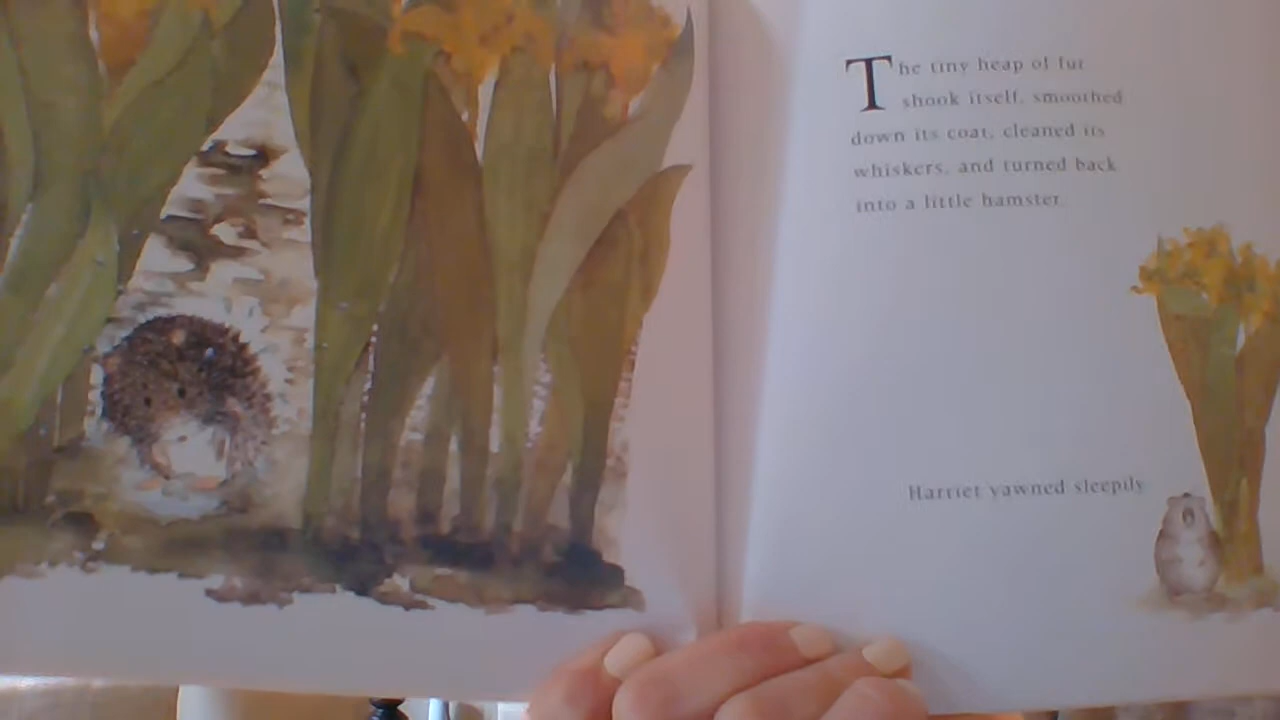 The tiny heap of fur
shook itself, smoothed
down its coat, cleaned its
whiskers, and turned back
into a little hamster.
Harriet yawned sleepily.